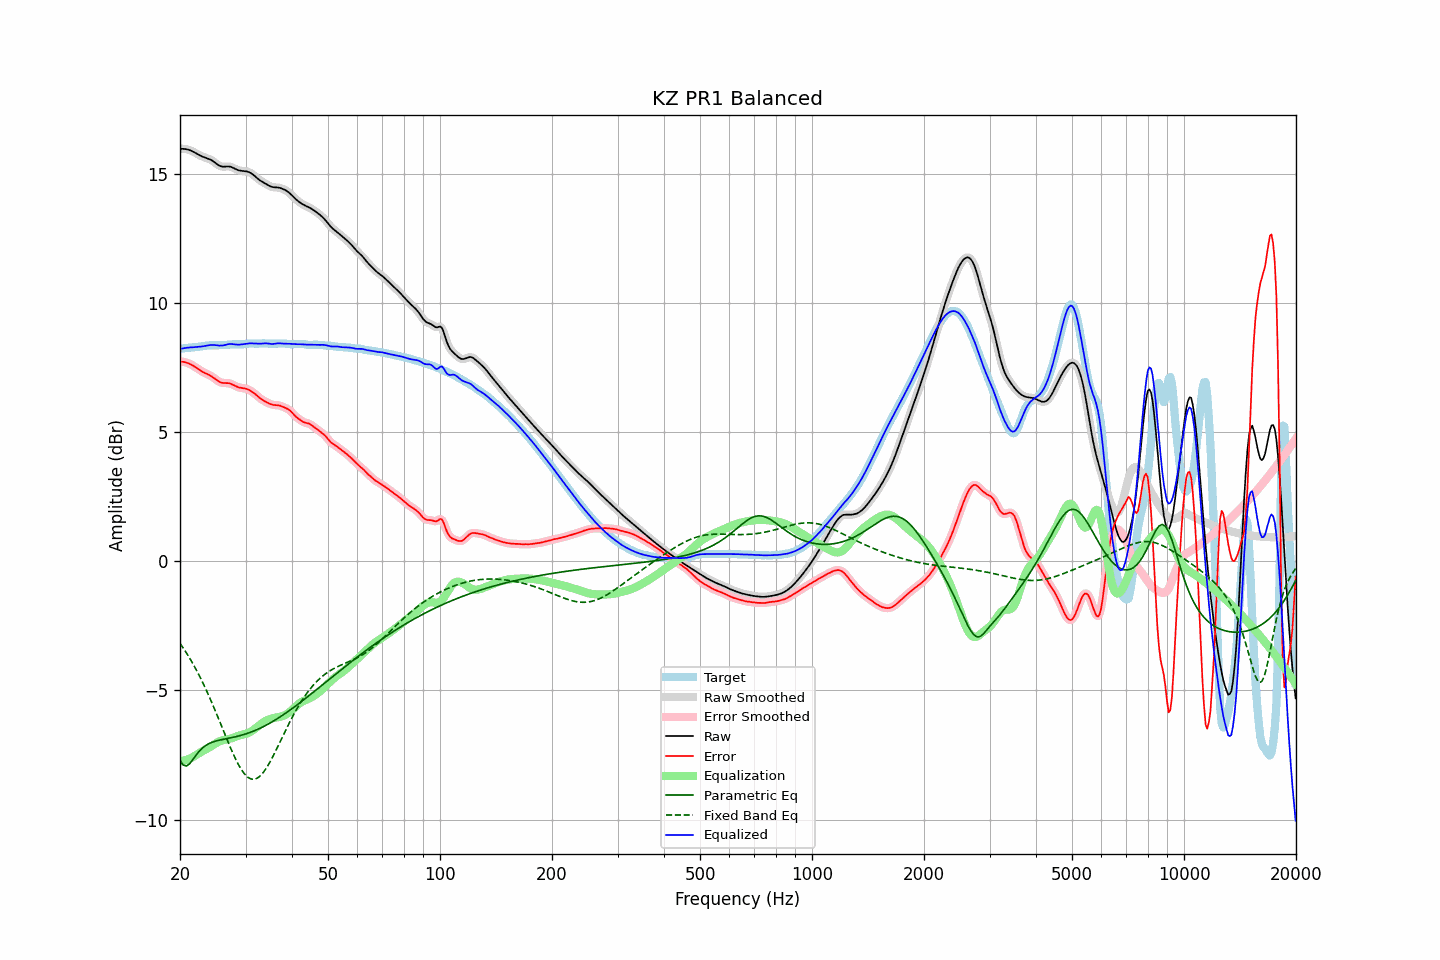 KZ PR1 Balanced
Amplitude (dBr)
15
10
5
0
−5
−10
Target
Raw Smoothed
Error Smoothed
Raw
Error
Equalization
Parametric Eq
Fixed Band Eq
Equalized
20 50 100 200 500 1000 2000 5000 10000 20000
Frequency (Hz)